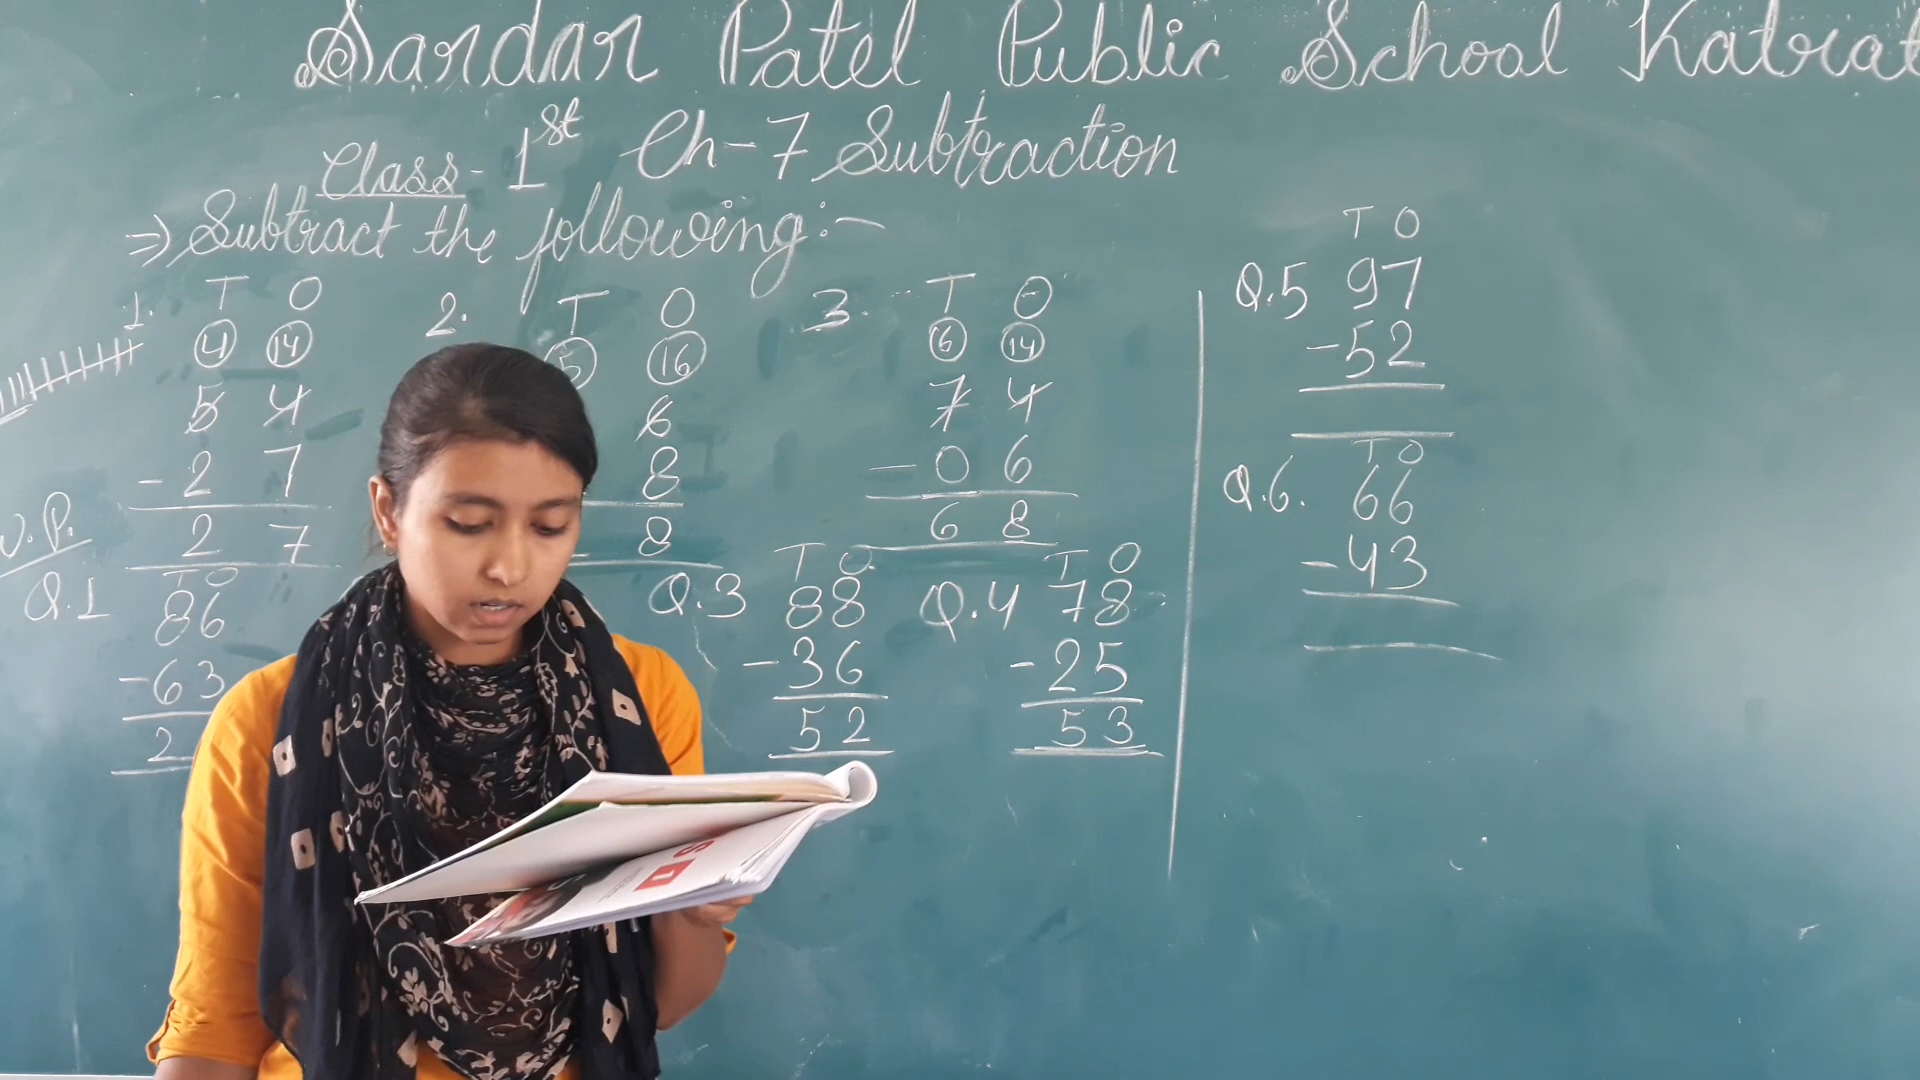 Sardar Patel Public School Katrat
Class - 1st Ch-7 Subtraction
⇒ Subtract the following:-
1. T O
4 14
5 4
- 2 7
2 7
2. T O
5 16
6
8
8
3. T O
6 14
7 4
- 0 6
6 8
Q.1 T O
86
-63
2
Q.3 T O
88
-36
52
Q.4 T O
78
-25
53
T O
Q.5 97
-52
T O
Q.6. 66
-43